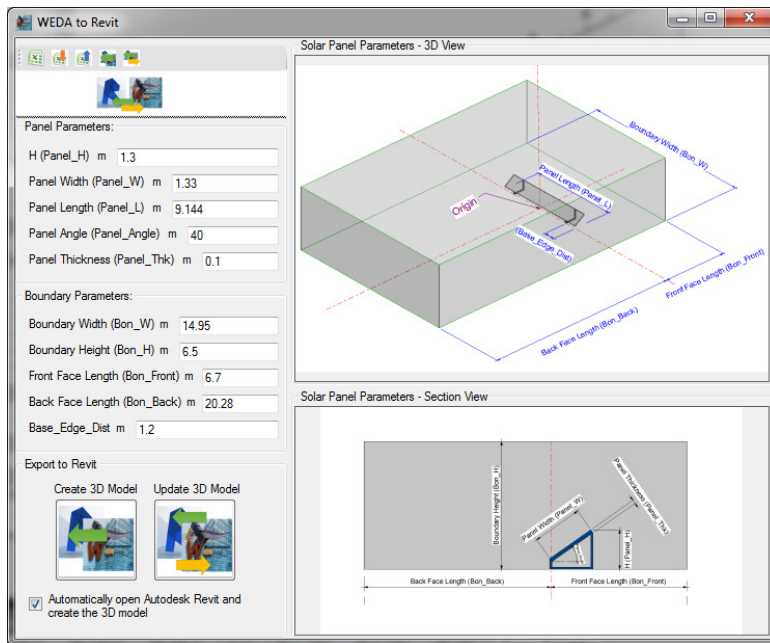 WEDA to Revit
Panel Parameters:
H (Panel_H) m 1.3
Panel Width (Panel_W) m 1.33
Panel Length (Panel_L) m 9.144
Panel Angle (Panel_Angle) m 40
Panel Thickness (Panel_Thk) m 0.1
Boundary Parameters:
Boundary Width (Bon_W) m 14.95
Boundary Height (Bon_H) m 6.5
Front Face Length (Bon_Front) m 6.7
Back Face Length (Bon_Back) m 20.28
Base_Edge_Dist m 1.2
Export to Revit
Create 3D Model Update 3D Model
Automatically open Autodesk Revit and
create the 3D model
Solar Panel Parameters - 3D View
Boundary Width (Bon_W)
Panel Length (Panel_L)
Origin
(Base_Edge_Dist)
Front Face Length (Bon_Front)
Back Face Length (Bon_Back)
Solar Panel Parameters - Section View
Boundary Height (Bon_H)
Panel Width (Panel_W)
Panel Thickness (Panel_Thk)
H (Panel_H)
Back Face Length (Bon_Back)
Front Face Length (Bon_Front)